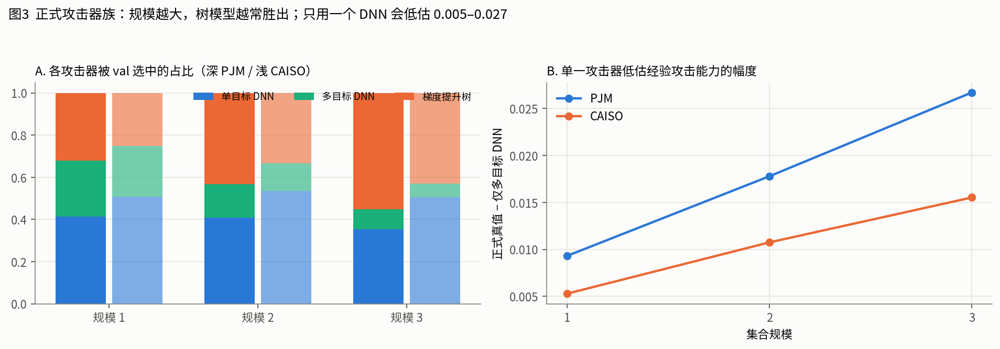 图3  正式攻击器族：规模越大，树模型越常胜出；只用一个 DNN 会低估 0.005–0.027
A. 各攻击器被 val 选中的占比（深 PJM / 浅 CAISO）
单目标 DNN
多目标 DNN
梯度提升树
1.0
0.8
0.6
0.4
0.2
0.0
规模 1
规模 2
规模 3
B. 单一攻击器低估经验攻击能力的幅度
PJM
CAISO
正式真值 − 仅多目标 DNN
0.025
0.020
0.015
0.010
0.005
1
2
3
集合规模